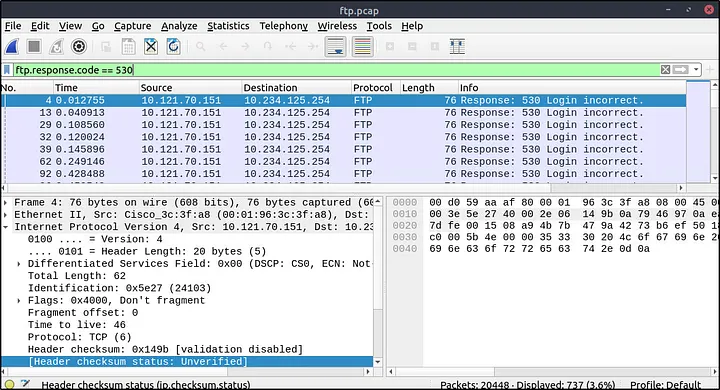 ftp.pcap
File Edit View Go Capture Analyze Statistics Telephony Wireless Tools Help
ftp.response.code == 530
No. Time Source Destination Protocol Length Info
4 0.012755 10.121.70.151 10.234.125.254 FTP 76 Response: 530 Login incorrect.
13 0.040913 10.121.70.151 10.234.125.254 FTP 76 Response: 530 Login incorrect.
29 0.108560 10.121.70.151 10.234.125.254 FTP 76 Response: 530 Login incorrect.
32 0.120024 10.121.70.151 10.234.125.254 FTP 76 Response: 530 Login incorrect.
39 0.145896 10.121.70.151 10.234.125.254 FTP 76 Response: 530 Login incorrect.
62 0.249146 10.121.70.151 10.234.125.254 FTP 76 Response: 530 Login incorrect.
92 0.428488 10.121.70.151 10.234.125.254 FTP 76 Response: 530 Login incorrect.
Frame 4: 76 bytes on wire (608 bits), 76 bytes captured (60
Ethernet II, Src: Cisco_3c:3f:a8 (00:01:96:3c:3f:a8), Dst:
Internet Protocol Version 4, Src: 10.121.70.151, Dst: 10.23
0100 .... = Version: 4
.... 0101 = Header Length: 20 bytes (5)
Differentiated Services Field: 0x00 (DSCP: CS0, ECN: Not-
Total Length: 62
Identification: 0x5e27 (24103)
Flags: 0x4000, Don't fragment
Fragment offset: 0
Time to live: 46
Protocol: TCP (6)
Header checksum: 0x149b [validation disabled]
[Header checksum status: Unverified]
0000 00 d0 59 aa af 80 00 01 96 3c 3f a8 08 00 45 00
0010 00 3e 5e 27 40 00 2e 06 14 9b 0a 79 46 97 0a ea
0020 7d fe 00 15 08 a9 4b 7b 47 9a 42 73 b6 ef 50 18
0030 c0 00 5b 4e 00 00 35 33 30 20 4c 6f 67 69 6e 20
0040 69 6e 63 6f 72 72 65 63 74 2e 0d 0a
Header checksum status (ip.checksum.status) Packets: 20448 · Displayed: 737 (3.6%) Profile: Default